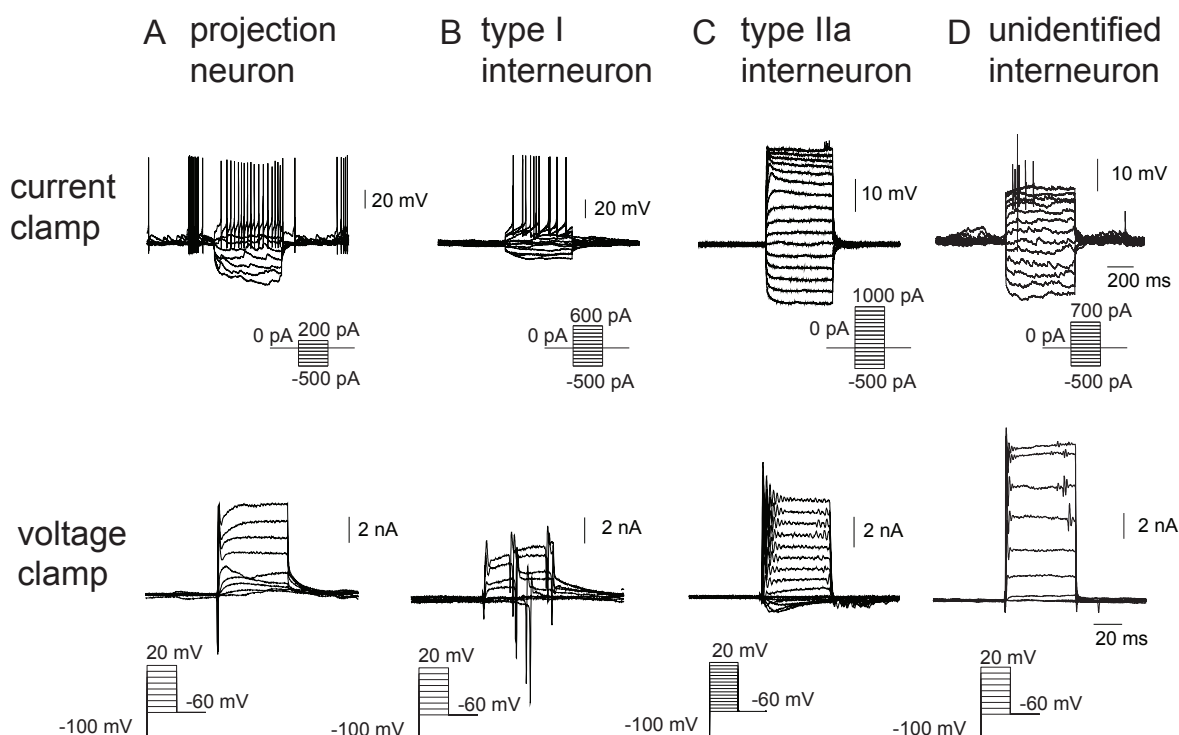 A projection
neuron
B type I
interneuron
C type IIa
interneuron
D unidentified
interneuron
current
clamp
20 mV
20 mV
10 mV
10 mV
200 ms
0 pA
200 pA
-500 pA
0 pA
600 pA
-500 pA
0 pA
1000 pA
-500 pA
0 pA
700 pA
-500 pA
voltage
clamp
2 nA
2 nA
2 nA
2 nA
20 ms
20 mV
-60 mV
-100 mV
20 mV
-60 mV
-100 mV
20 mV
-60 mV
-100 mV
20 mV
-60 mV
-100 mV